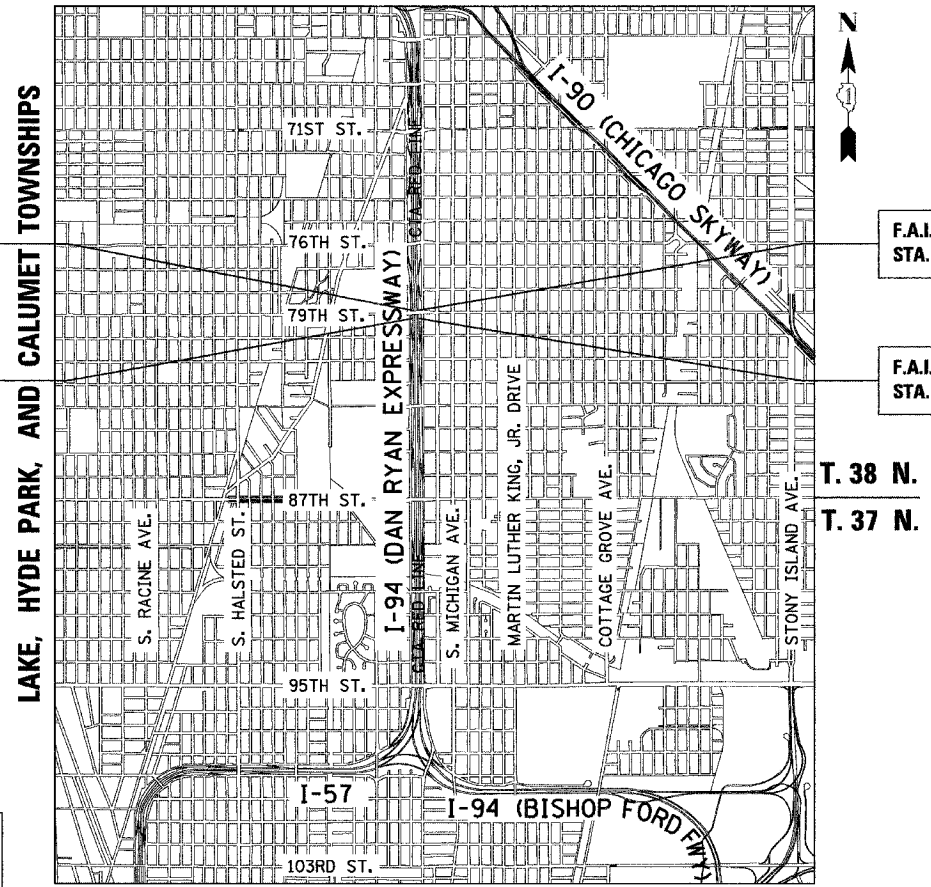 N
LAKE, HYDE PARK, AND CALUMET TOWNSHIPS
71ST ST.
CTA RED LINE
I-90 (CHICAGO SKYWAY)
76TH ST.
F.A.I.
STA.
79TH ST.
I-94 (DAN RYAN EXPRESSWAY)
F.A.I.
STA.
T. 38 N.
T. 37 N.
87TH ST.
S. RACINE AVE.
S. HALSTED ST.
CTA RED LINE
S. MICHIGAN AVE.
MARTIN LUTHER KING, JR. DRIVE
COTTAGE GROVE AVE.
STONY ISLAND AVE.
95TH ST.
I-57
I-94 (BISHOP FORD FWY)
103RD ST.